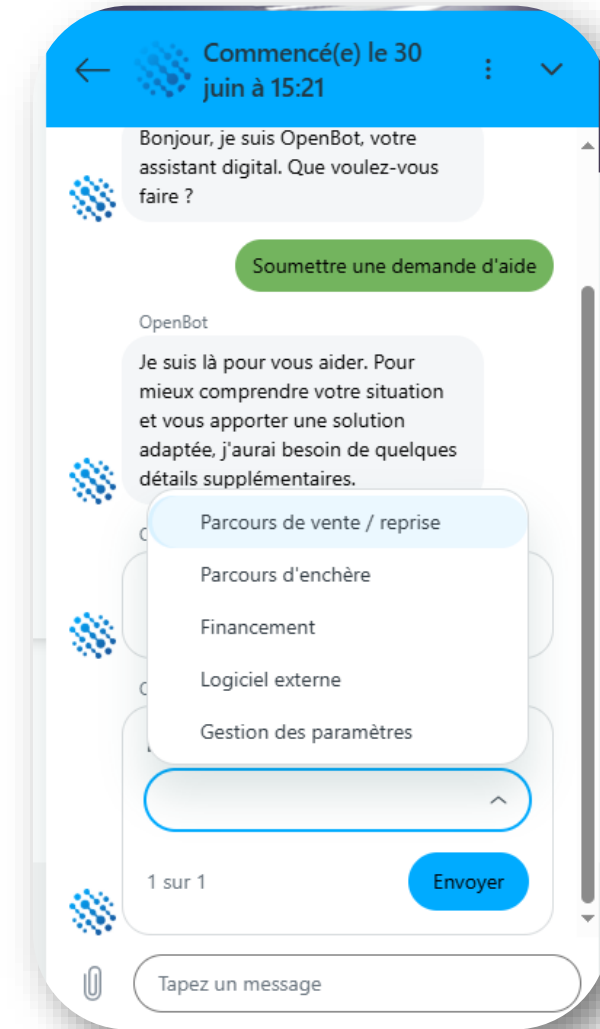 Commencé(e) le 30
juin à 15:21
Bonjour, je suis OpenBot, votre
assistant digital. Que voulez-vous
faire ?
Soumettre une demande d'aide
OpenBot
Je suis là pour vous aider. Pour
mieux comprendre votre situation
et vous apporter une solution
adaptée, j'aurai besoin de quelques
détails supplémentaires.
Parcours de vente / reprise
Parcours d'enchère
Financement
Logiciel externe
Gestion des paramètres
1 sur 1
Envoyer
Tapez un message